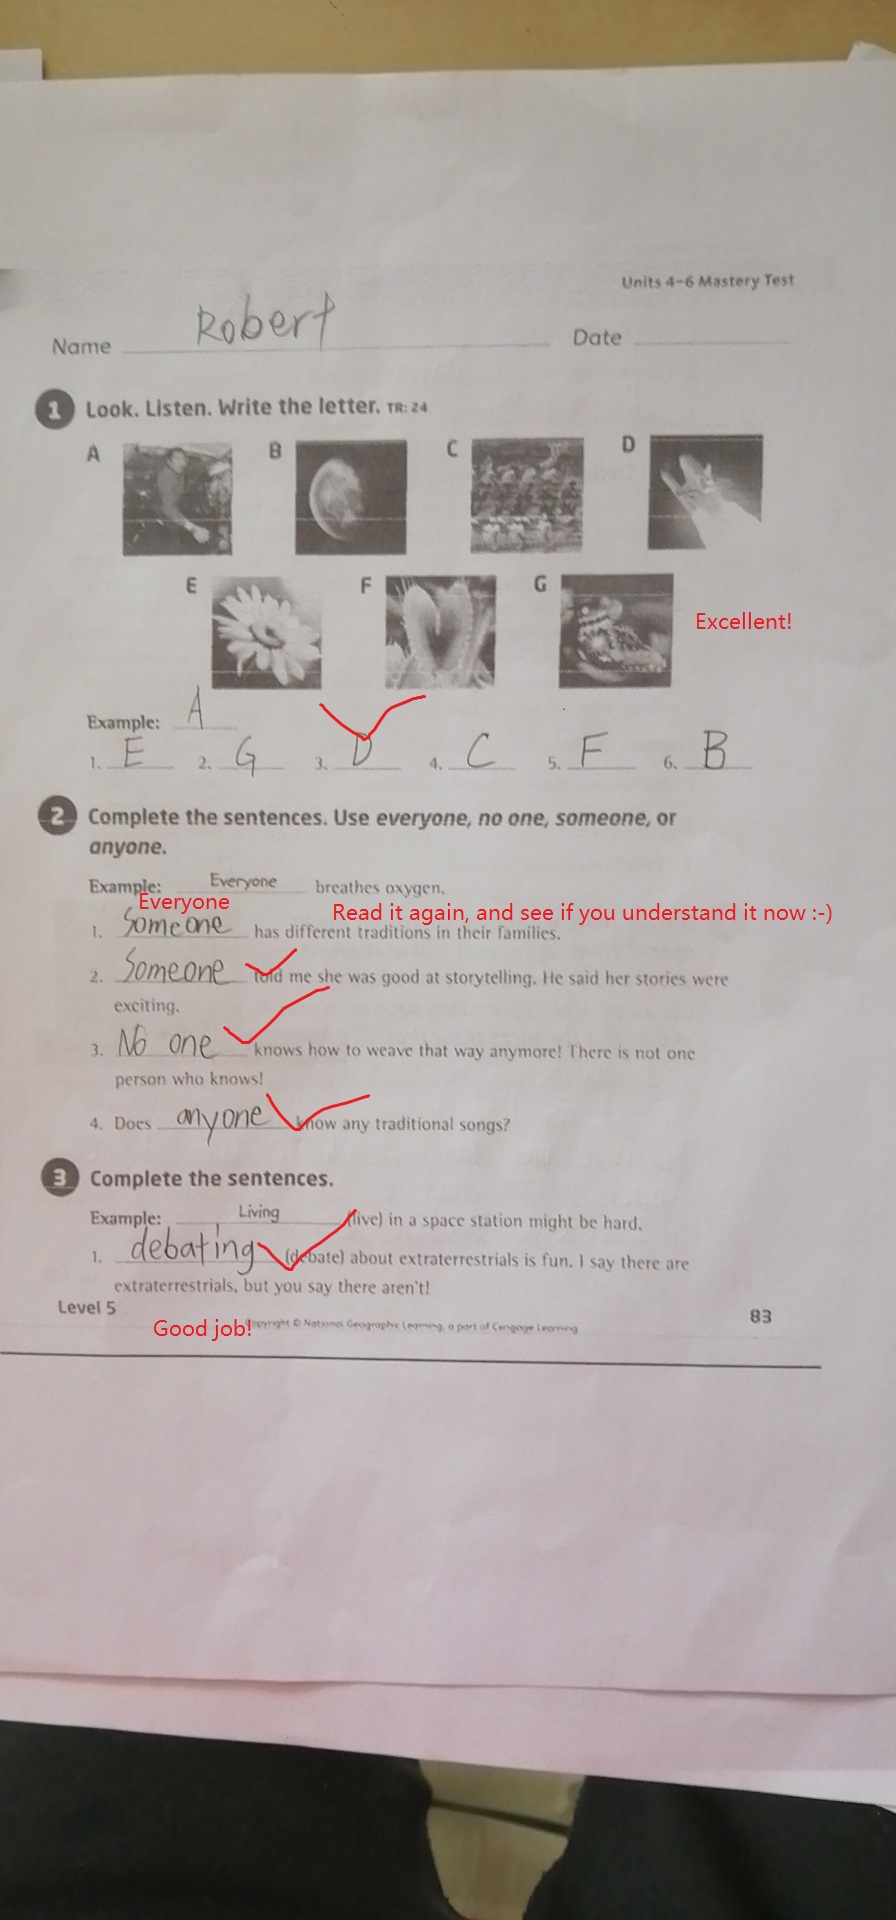 Units 4-6 Mastery Test
Name Robert Date
1 Look. Listen. Write the letter. TR: 24
A B C D
E F G
Excellent!
Example: A
1. E 2. G 3. D 4. C 5. F 6. B
2 Complete the sentences. Use everyone, no one, someone, or
anyone.
Example: Everyone breathes oxygen.
Everyone
Read it again, and see if you understand it now :-)
1. Someone has different traditions in their families.
2. Someone told me she was good at storytelling. He said her stories were
exciting.
3. No one knows how to weave that way anymore! There is not one
person who knows!
4. Does anyone know any traditional songs?
3 Complete the sentences.
Example: Living (live) in a space station might be hard.
1. debating (debate) about extraterrestrials is fun. I say there are
extraterrestrials, but you say there aren't!
Level 5
Good job!
Copyright © National Geographic Learning, a part of Cengage Learning
83